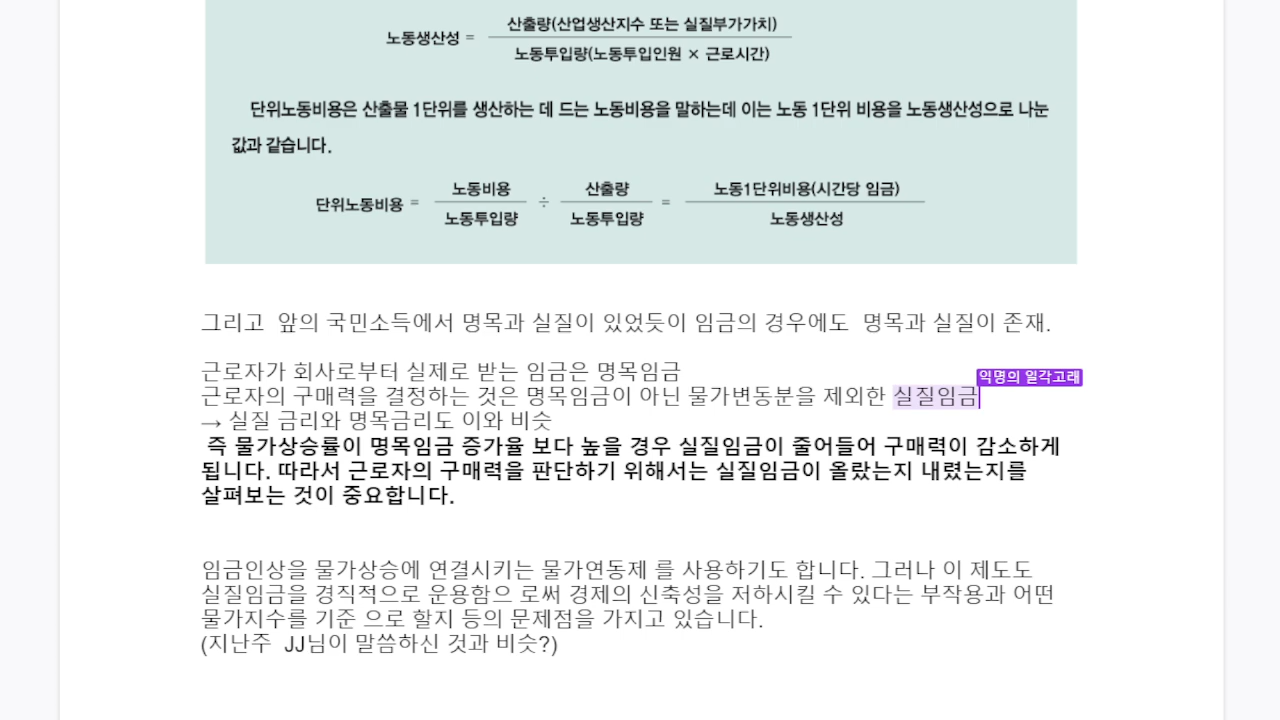 노동생산성 = 산출량(산업생산지수 또는 실질부가가치)
노동투입량(노동투입인원 × 근로시간)
단위노동비용은 산출물 1단위를 생산하는 데 드는 노동비용을 말하는데 이는 노동 1단위 비용을 노동생산성으로 나눈
값과 같습니다.
단위노동비용 = 노동비용 ÷ 산출량 = 노동1단위비용(시간당 임금)
노동투입량 노동투입량 노동생산성
그리고 앞의 국민소득에서 명목과 실질이 있었듯이 임금의 경우에도 명목과 실질이 존재.
근로자가 회사로부터 실제로 받는 임금은 명목임금
익명의 일각고래
근로자의 구매력을 결정하는 것은 명목임금이 아닌 물가변동분을 제외한 실질임금
→ 실질 금리와 명목금리도 이와 비슷
즉 물가상승률이 명목임금 증가율 보다 높을 경우 실질임금이 줄어들어 구매력이 감소하게
됩니다. 따라서 근로자의 구매력을 판단하기 위해서는 실질임금이 올랐는지 내렸는지를
살펴보는 것이 중요합니다.
임금인상을 물가상승에 연결시키는 물가연동제 를 사용하기도 합니다. 그러나 이 제도도
실질임금을 경직적으로 운용함으 로써 경제의 신축성을 저하시킬 수 있다는 부작용과 어떤
물가지수를 기준 으로 할지 등의 문제점을 가지고 있습니다.
(지난주 JJ님이 말씀하신 것과 비슷?)